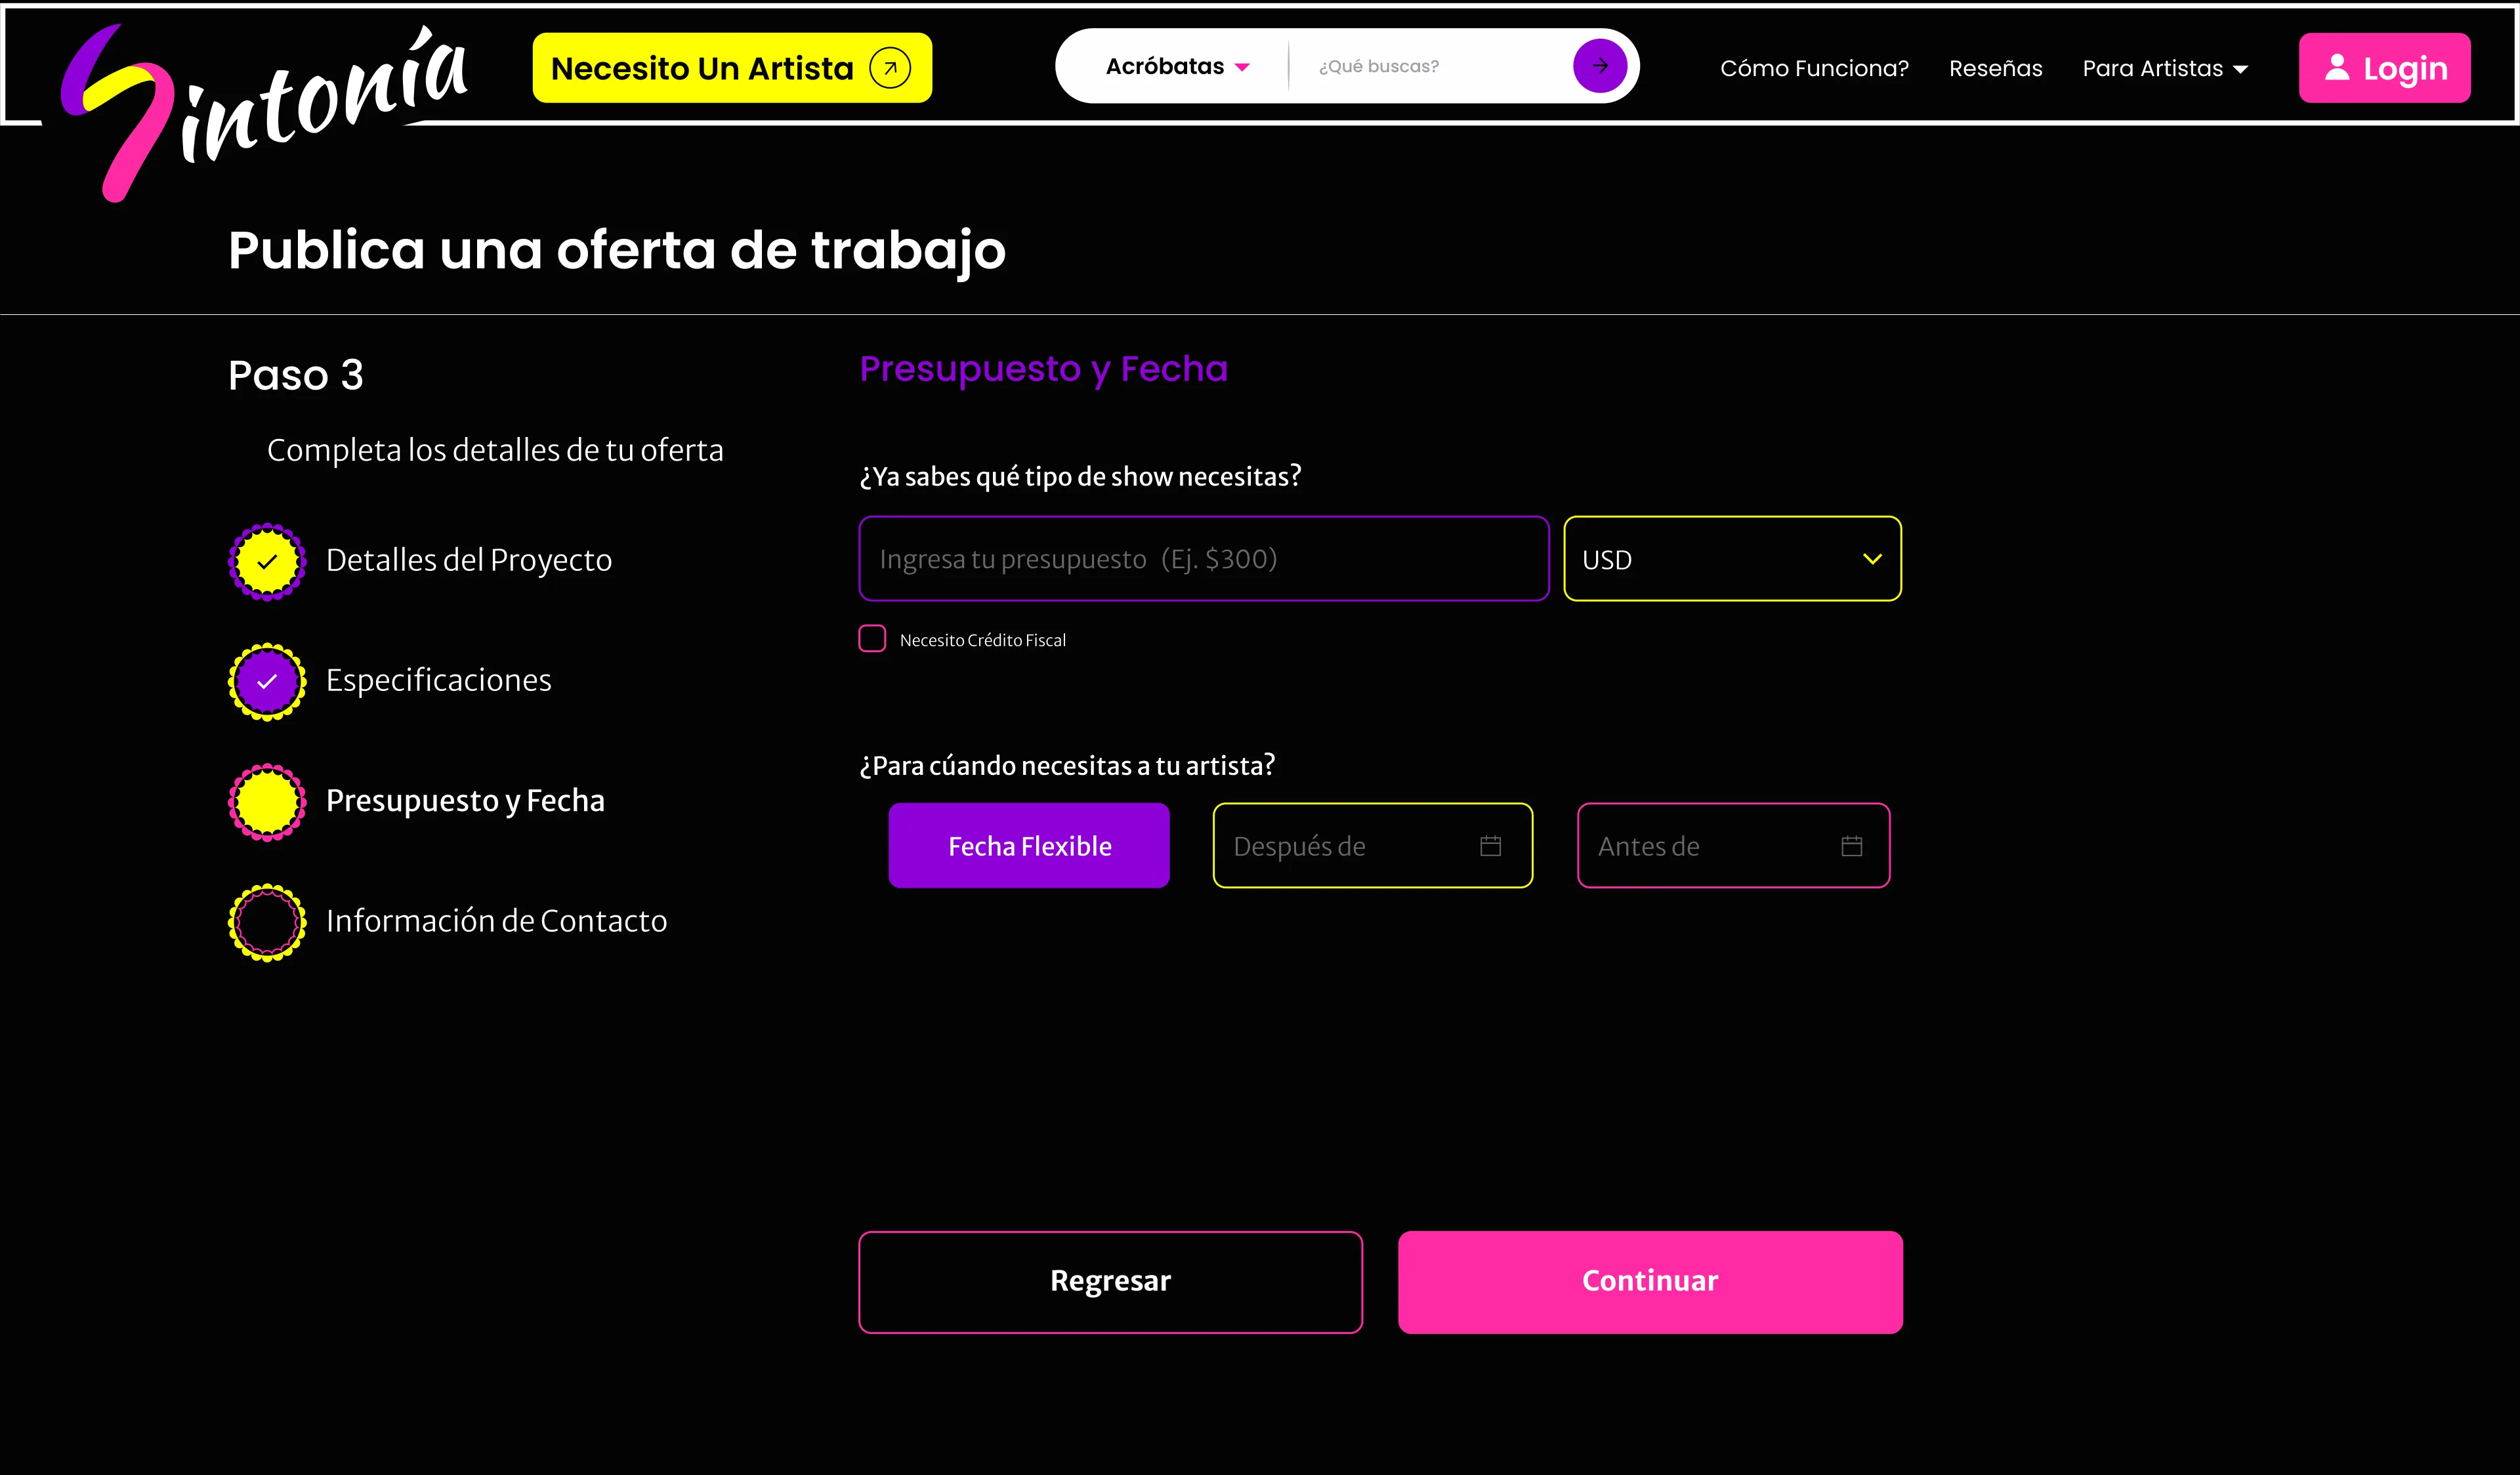 Sintonía
Necesito Un Artista
Acróbatas
¿Qué buscas?
Cómo Funciona?
Reseñas
Para Artistas
Login
Publica una oferta de trabajo
Paso 3
Completa los detalles de tu oferta
Detalles del Proyecto
Especificaciones
Presupuesto y Fecha
Información de Contacto
Presupuesto y Fecha
¿Ya sabes qué tipo de show necesitas?
Ingresa tu presupuesto (Ej. $300)
USD
Necesito Crédito Fiscal
¿Para cúando necesitas a tu artista?
Fecha Flexible
Después de
Antes de
Regresar
Continuar